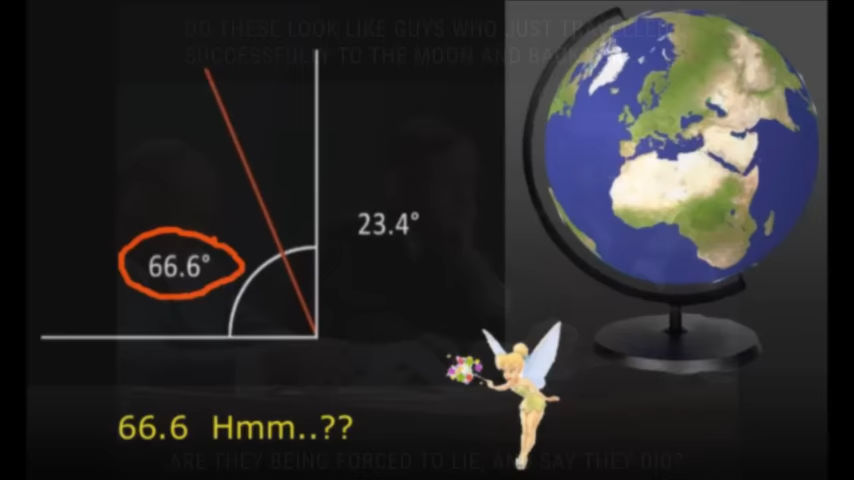 DO THESE LOOK LIKE GUYS WHO JUST TRAVELLED
SUCCESSFULLY TO THE MOON AND BACK
23.4°
66.6°
66.6 Hmm..??
ARE THEY BEING FORCED TO LIE, AND SAY THEY DID?